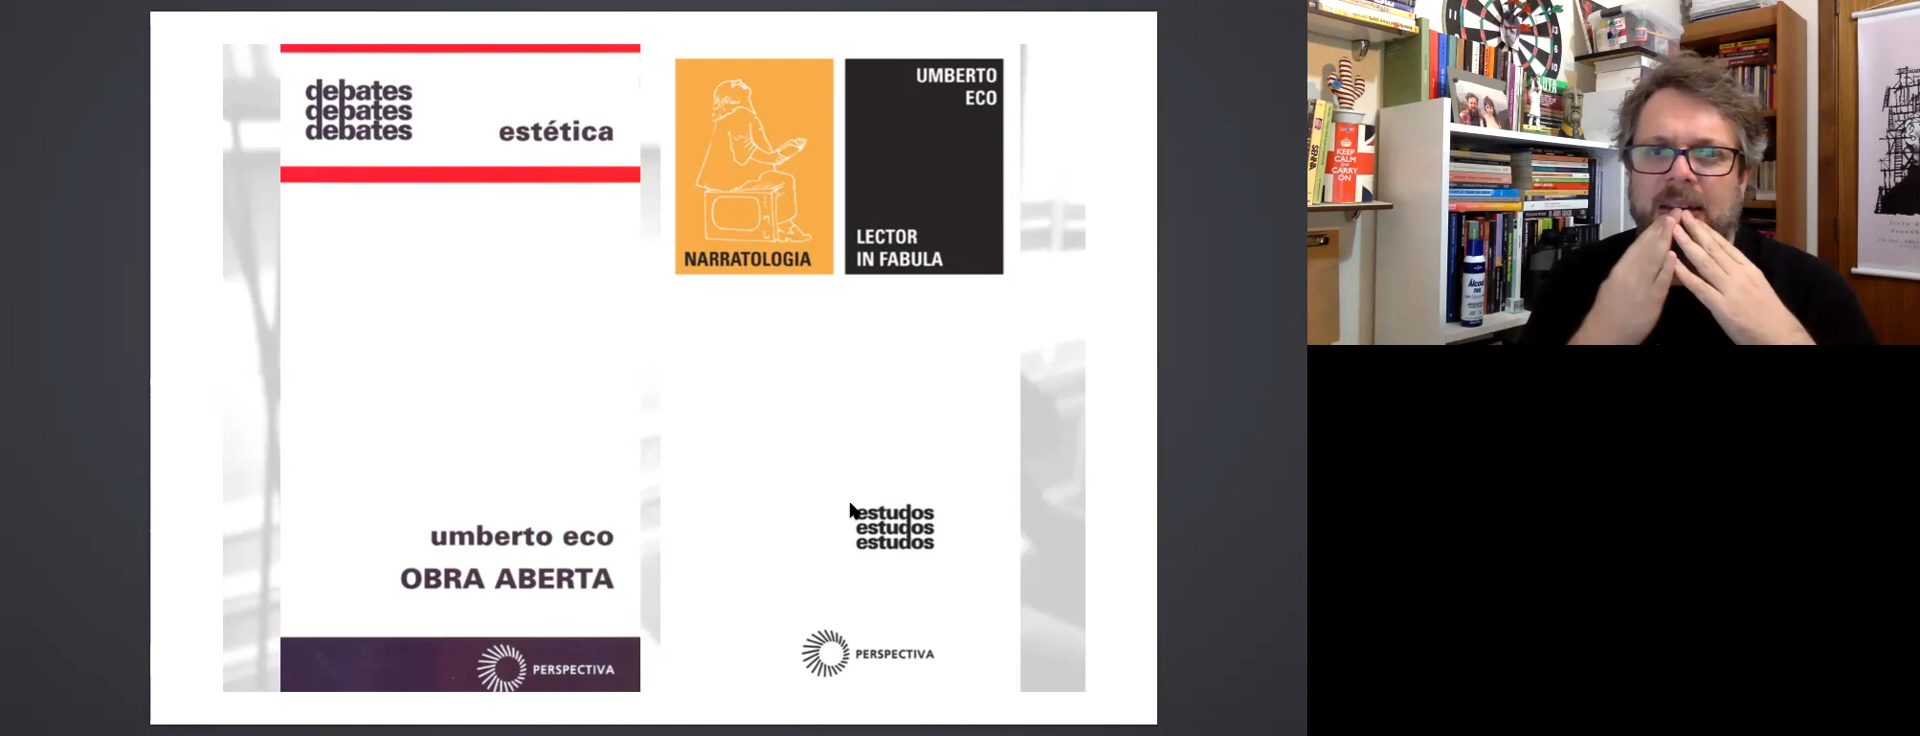 debates
debates
debates
estética
umberto eco
OBRA ABERTA
PERSPECTIVA
NARRATOLOGIA
UMBERTO
ECO
LECTOR
IN FABULA
estudos
estudos
estudos
PERSPECTIVA
KEEP
CALM
CARRY
ON
SENNA